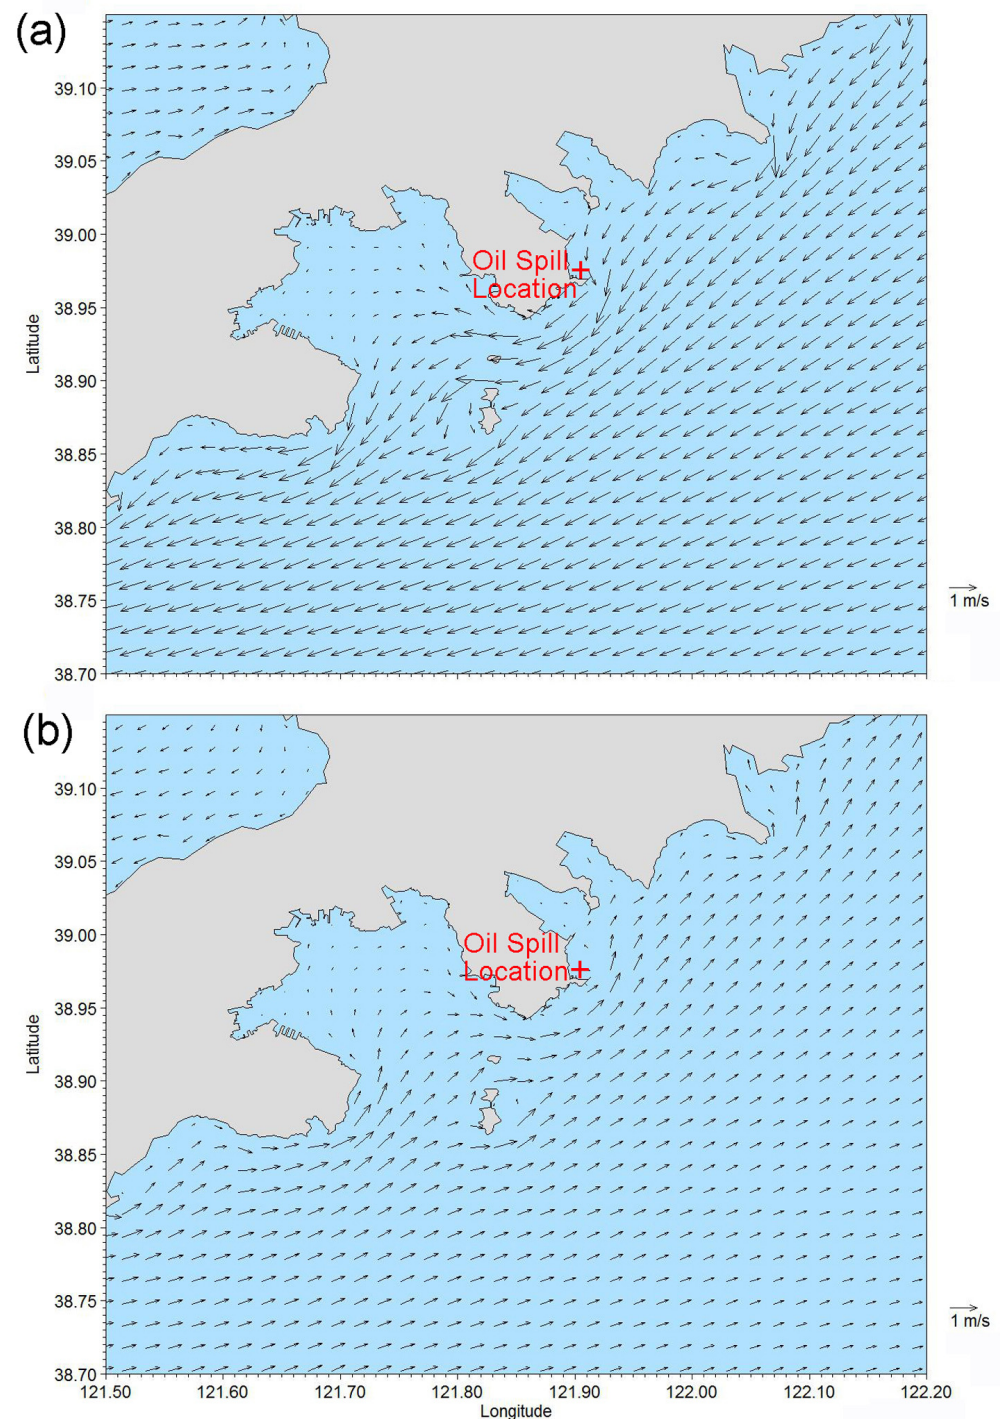 (a)
39.10
39.05
39.00
38.95
38.90
38.85
38.80
38.75
38.70
Latitude
Oil Spill
Location
1 m/s
(b)
39.10
39.05
39.00
38.95
38.90
38.85
38.80
38.75
38.70
Latitude
Oil Spill
Location
1 m/s
121.50 121.60 121.70 121.80 121.90 122.00 122.10 122.20
Longitude